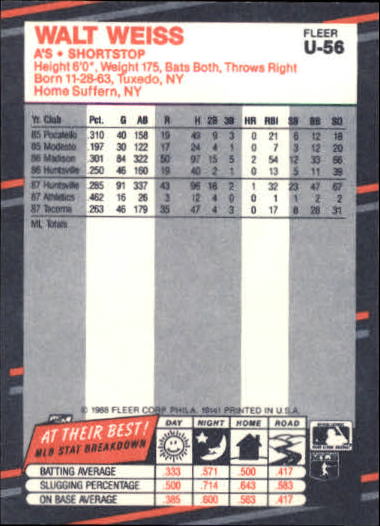 WALT WEISS
FLEER
U-56
A'S • SHORTSTOP
Height 6'0", Weight 175, Bats Both, Throws Right
Born 11-28-63, Tuxedo, NY
Home Suffern, NY
Yr. Club Pct. G AB R H 2B 3B HR RBI SB BB SO
85 Pocatello .310 40 158 19 49 9 3 0 21 6 12 18
85 Modesto .197 30 122 17 24 4 1 0 7 3 12 20
86 Madison .301 84 322 50 97 15 5 2 54 12 33 66
86 Huntsville .250 46 160 19 40 2 1 0 13 5 11 39
87 Huntsville .285 91 337 43 96 16 2 1 32 23 47 67
87 Athletics .462 16 26 3 12 4 0 0 1 1 2 2
87 Tacoma .263 46 179 35 47 4 3 0 17 8 28 31
ML Totals
© 1988 FLEER CORP. PHILA. 19141 PRINTED IN U.S.A.
AT THEIR BEST!
MLB STAT BREAKDOWN
DAY NIGHT HOME ROAD
BATTING AVERAGE .333 .571 .500 .417
SLUGGING PERCENTAGE .500 .714 .643 .583
ON BASE AVERAGE .385 .600 .563 .417